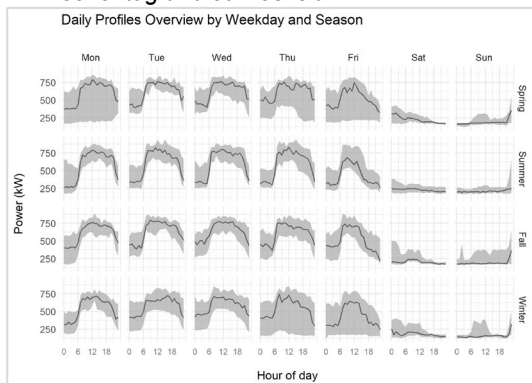 Daily Profiles Overview by Weekday and Season
Mon Tue Wed Thu Fri Sat Sun
750
500
250
Spring
750
500
250
Summer
750
500
250
Fall
750
500
250
Winter
0 6 12 18 0 6 12 18 0 6 12 18 0 6 12 18 0 6 12 18 0 6 12 18 0 6 12 18
Power (kW)
Hour of day